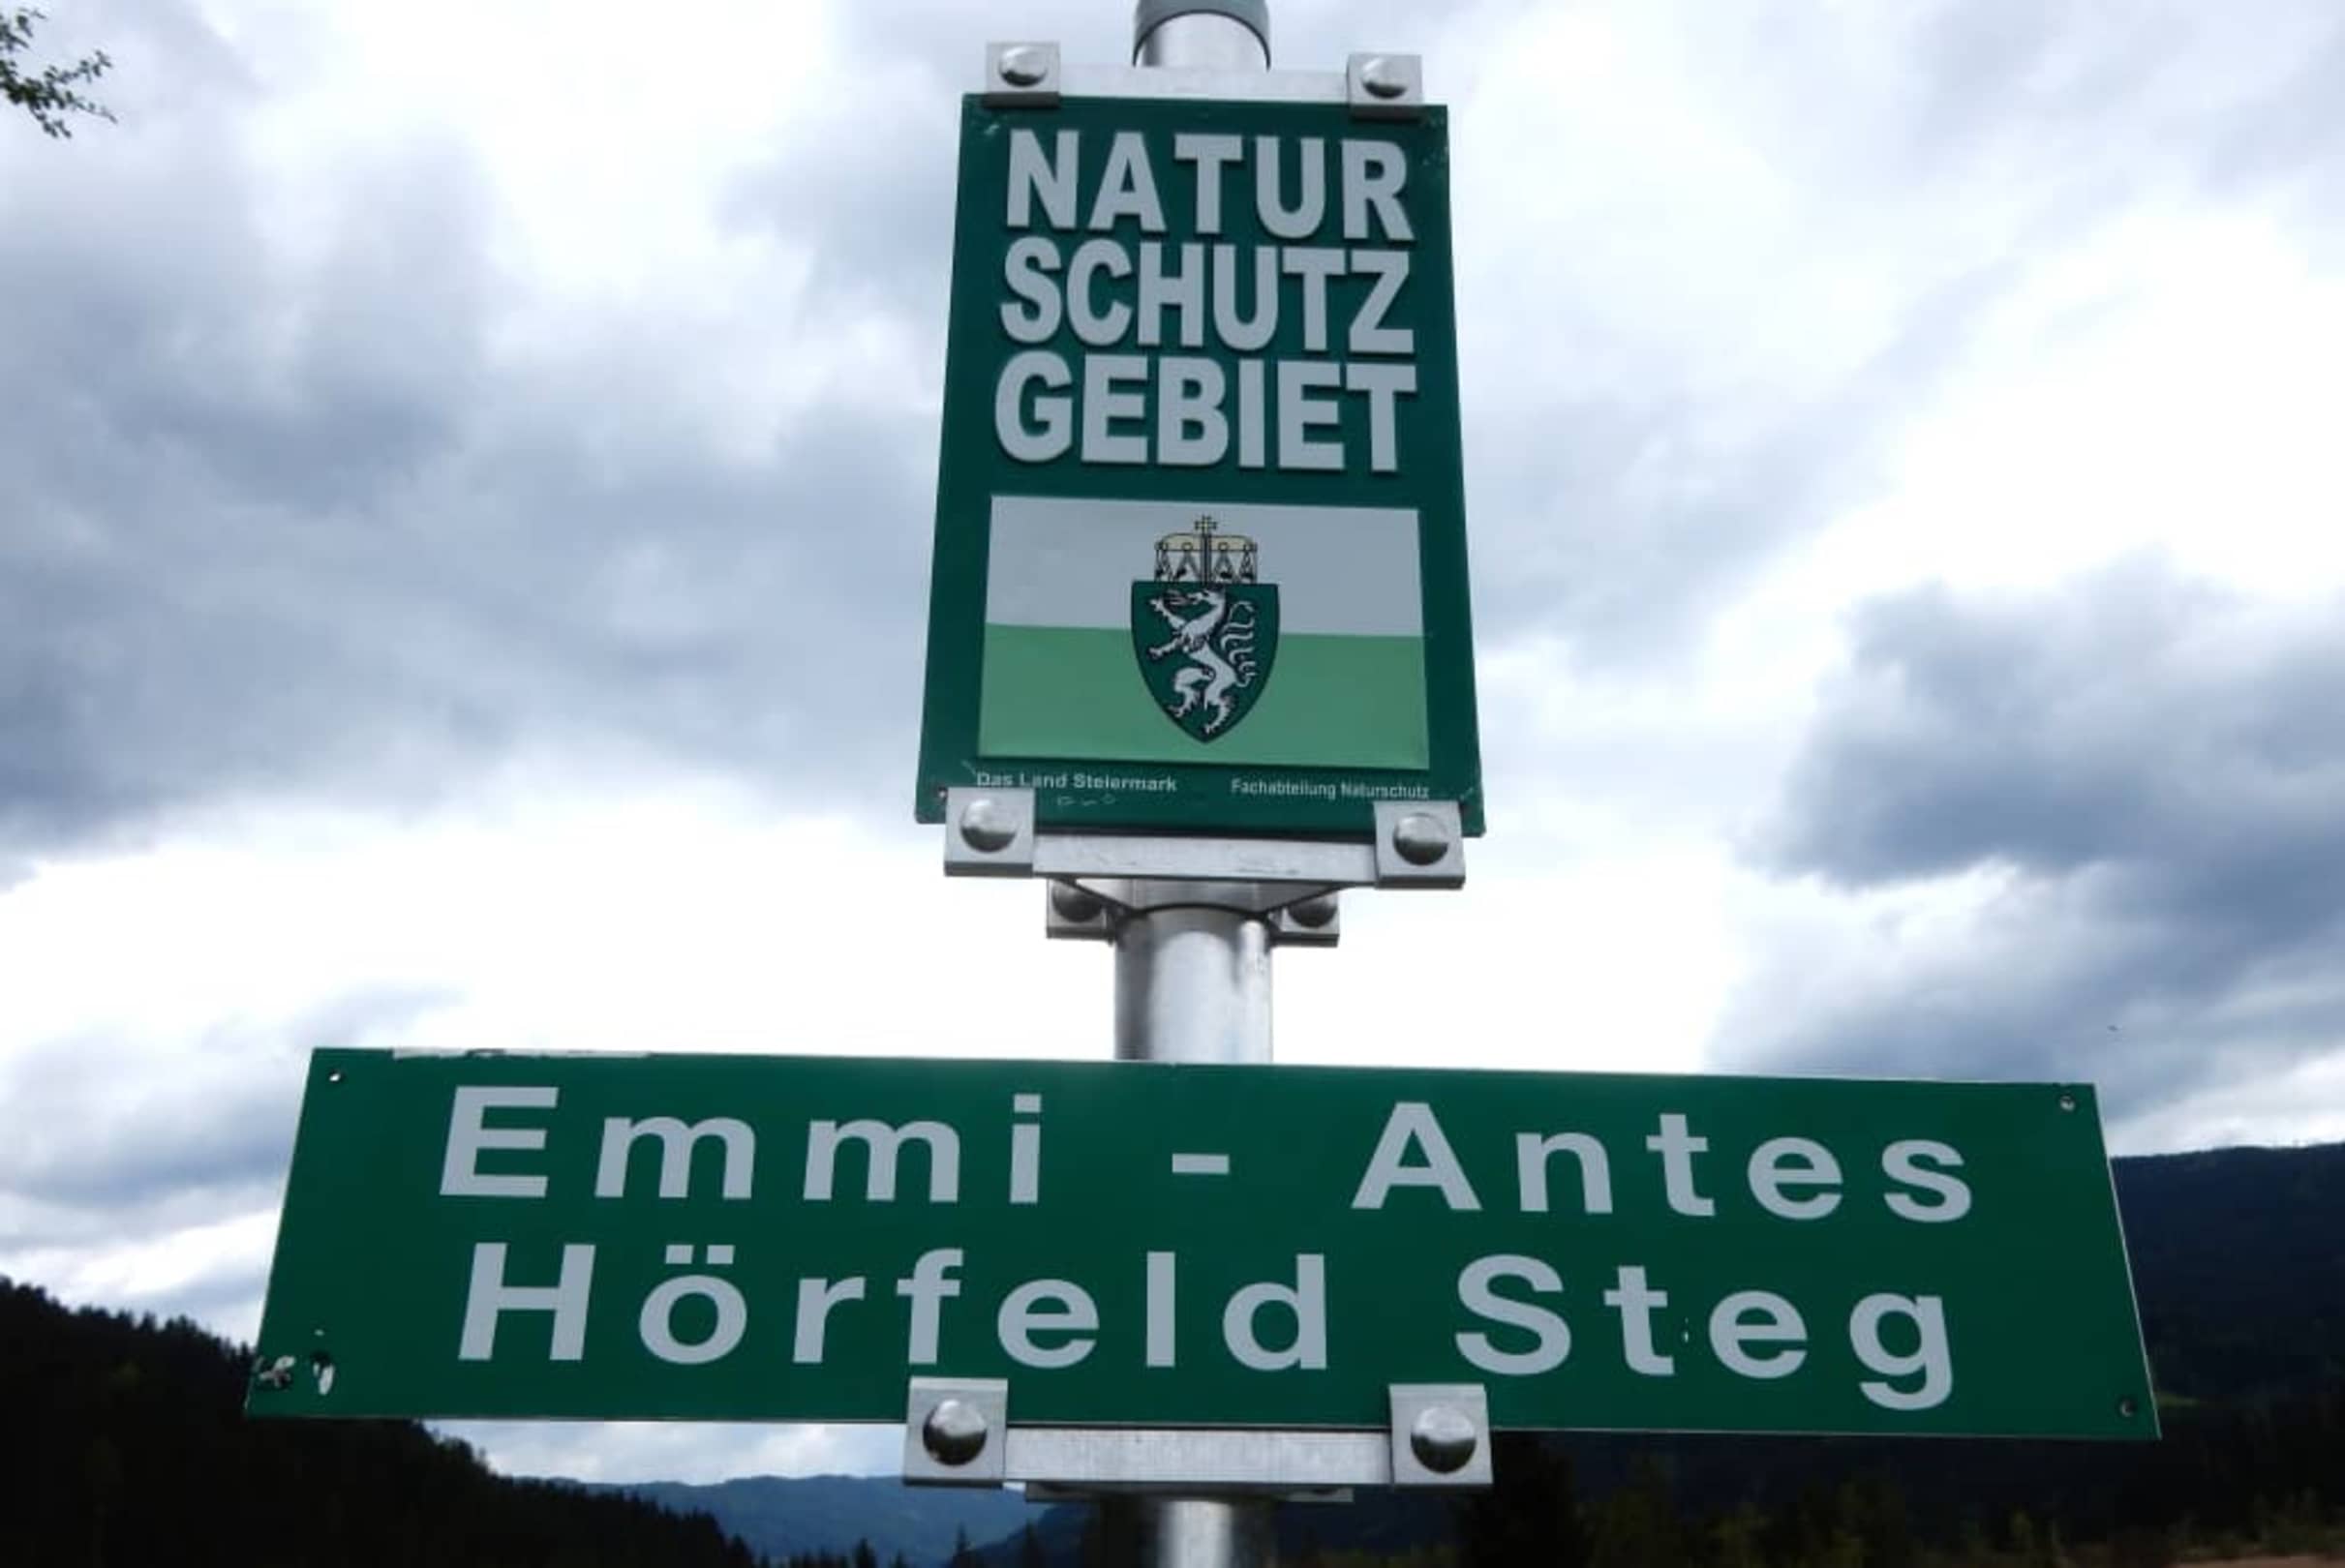 NATUR
SCHUTZ
GEBIET
Das Land Steiermark Fachabteilung Naturschutz
Emmi - Antes
Hörfeld Steg